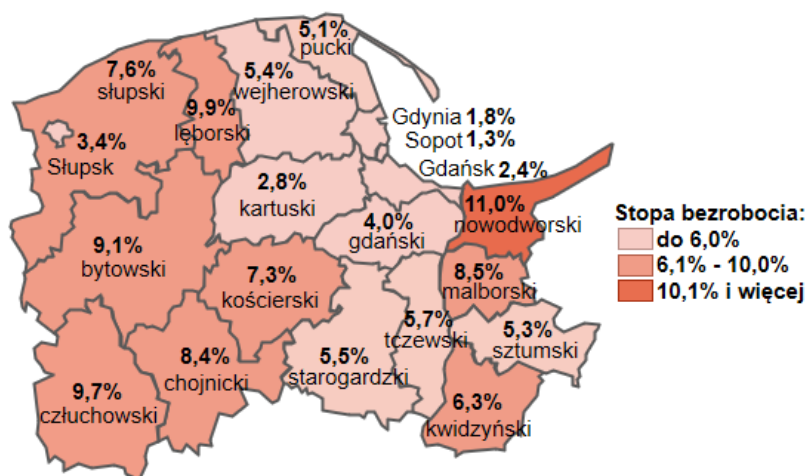 5,1%
pucki
7,6%
słupski
5,4%
wejherowski
9,9%
lęborski
Gdynia 1,8%
Sopot 1,3%
3,4%
Słupsk
Gdańsk 2,4%
2,8%
kartuski
11,0%
nowodworski
4,0%
gdański
Stopa bezrobocia:
do 6,0%
6,1% - 10,0%
10,1% i więcej
9,1%
bytowski
7,3%
kościerski
8,5%
malborski
5,7%
tczewski
5,3%
sztumski
8,4%
chojnicki
5,5%
starogardzki
9,7%
człuchowski
6,3%
kwidzyński